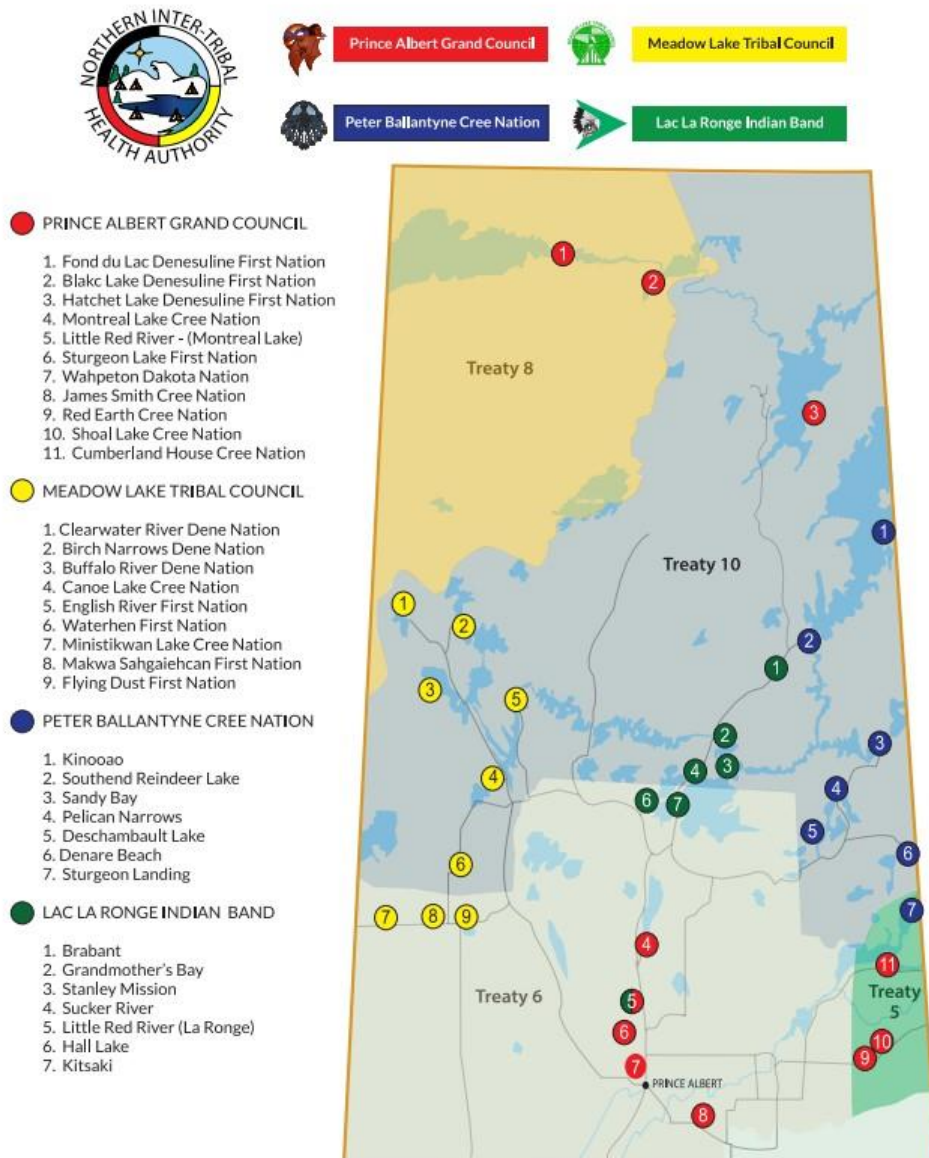 NORTHERN INTER-TRIBAL
HEALTH AUTHORITY
Prince Albert Grand Council
Meadow Lake Tribal Council
Peter Ballantyne Cree Nation
Lac La Ronge Indian Band
PRINCE ALBERT GRAND COUNCIL
1. Fond du Lac Denesuline First Nation
2. Blakc Lake Denesuline First Nation
3. Hatchet Lake Denesuline First Nation
4. Montreal Lake Cree Nation
5. Little Red River - (Montreal Lake)
6. Sturgeon Lake First Nation
7. Wahpeton Dakota Nation
8. James Smith Cree Nation
9. Red Earth Cree Nation
10. Shoal Lake Cree Nation
11. Cumberland House Cree Nation
MEADOW LAKE TRIBAL COUNCIL
1. Clearwater River Dene Nation
2. Birch Narrows Dene Nation
3. Buffalo River Dene Nation
4. Canoe Lake Cree Nation
5. English River First Nation
6. Waterhen First Nation
7. Ministikwan Lake Cree Nation
8. Makwa Sahgaiehcan First Nation
9. Flying Dust First Nation
PETER BALLANTYNE CREE NATION
1. Kinooao
2. Southend Reindeer Lake
3. Sandy Bay
4. Pelican Narrows
5. Deschambault Lake
6. Denare Beach
7. Sturgeon Landing
LAC LA RONGE INDIAN BAND
1. Brabant
2. Grandmother's Bay
3. Stanley Mission
4. Sucker River
5. Little Red River (La Ronge)
6. Hall Lake
7. Kitsaki
1
2
Treaty 8
3
1
Treaty 10
1
2
2
1
3
5
2
3
4
3
4
4
6
7
5
6
6
7
8
9
7
4
11
Treaty 6
Treaty
5
5
6
10
9
7
PRINCE ALBERT
8